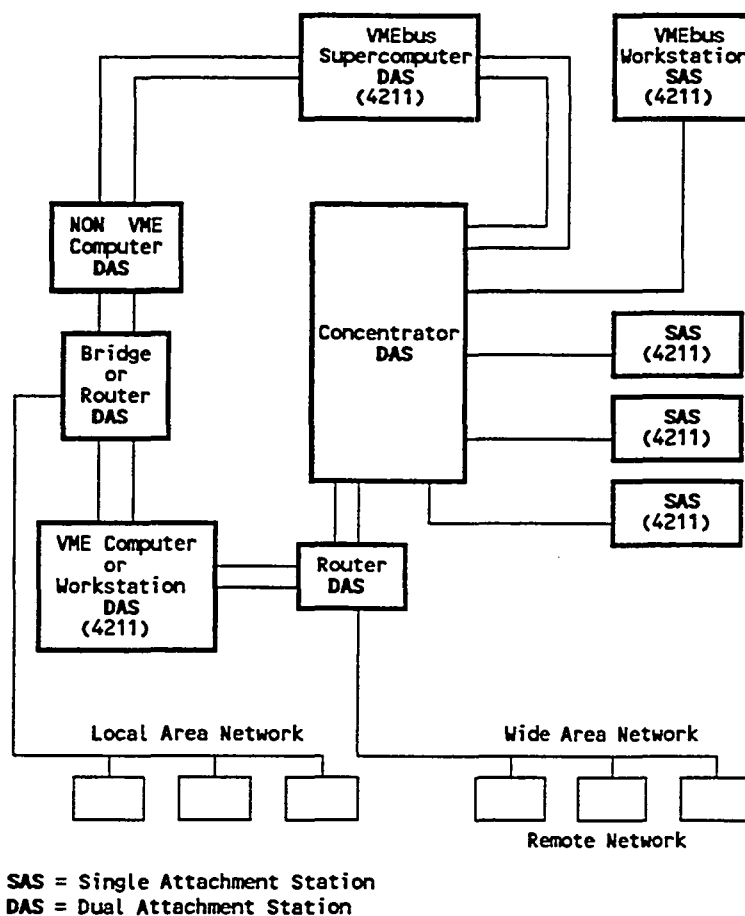 VMEbus
Supercomputer
DAS
(4211)
VMEbus
Workstation
SAS
(4211)
NON VME
Computer
DAS
Concentrator
DAS
Bridge
or
Router
DAS
SAS
(4211)
SAS
(4211)
SAS
(4211)
VME Computer
or
Workstation
DAS
(4211)
Router
DAS
Local Area Network
Wide Area Network
Remote Network
SAS = Single Attachment Station
DAS = Dual Attachment Station